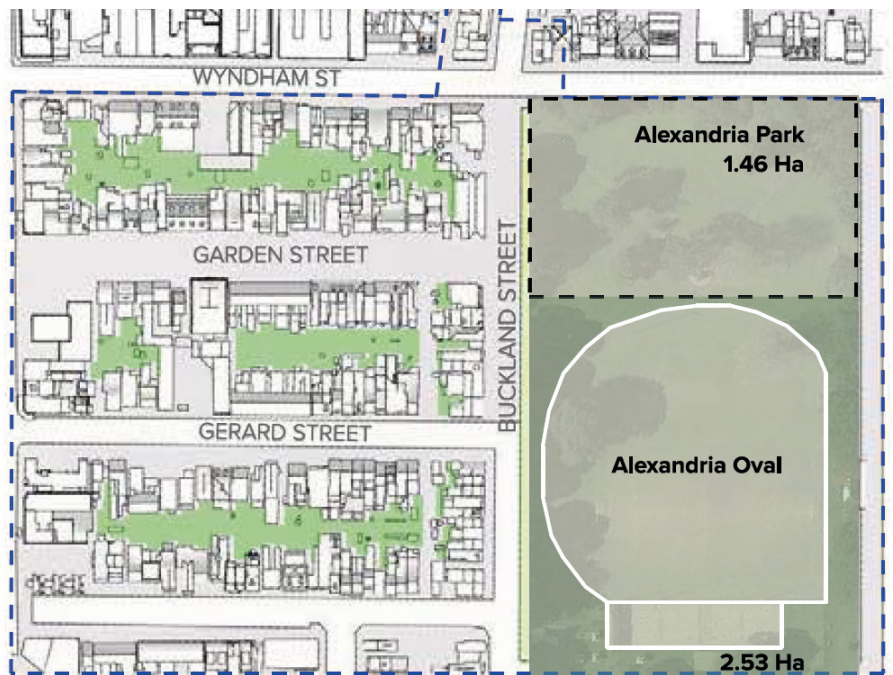 WYNDHAM ST
Alexandria Park
1.46 Ha
GARDEN STREET
BUCKLAND STREET
GERARD STREET
Alexandria Oval
2.53 Ha